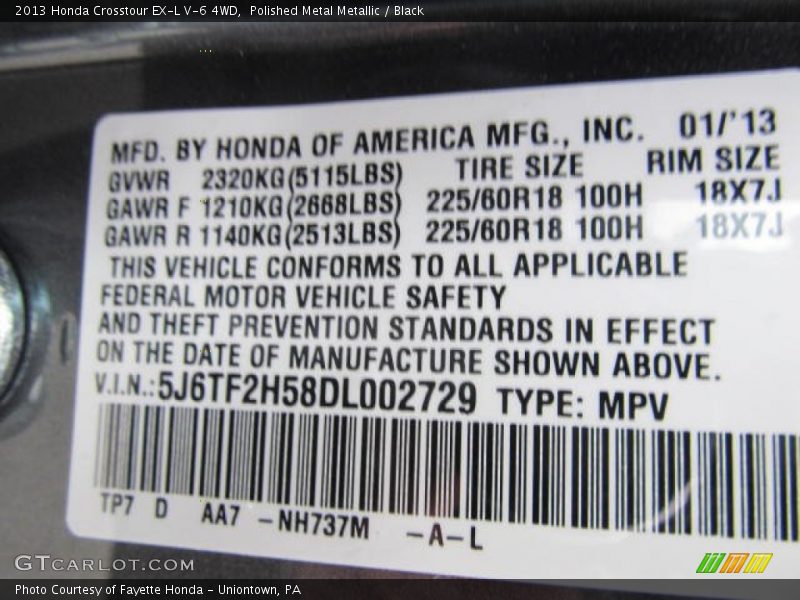 2013 Honda Crosstour EX-L V-6 4WD,  Polished Metal Metallic / Black
MFD. BY HONDA OF AMERICA MFG., INC. 01/'13
GVWR 2320KG(5115LBS) TIRE SIZE RIM SIZE
GAWR F 1210KG(2668LBS) 225/60R18 100H 18X7J
GAWR R 1140KG(2513LBS) 225/60R18 100H 18X7J
THIS VEHICLE CONFORMS TO ALL APPLICABLE
FEDERAL MOTOR VEHICLE SAFETY
AND THEFT PREVENTION STANDARDS IN EFFECT
ON THE DATE OF MANUFACTURE SHOWN ABOVE.
V.I.N.:5J6TF2H58DL002729 TYPE: MPV
TP7 D AA7 -NH737M -A-L
GTCARLOT.COM
Photo Courtesy of Fayette Honda - Uniontown, PA